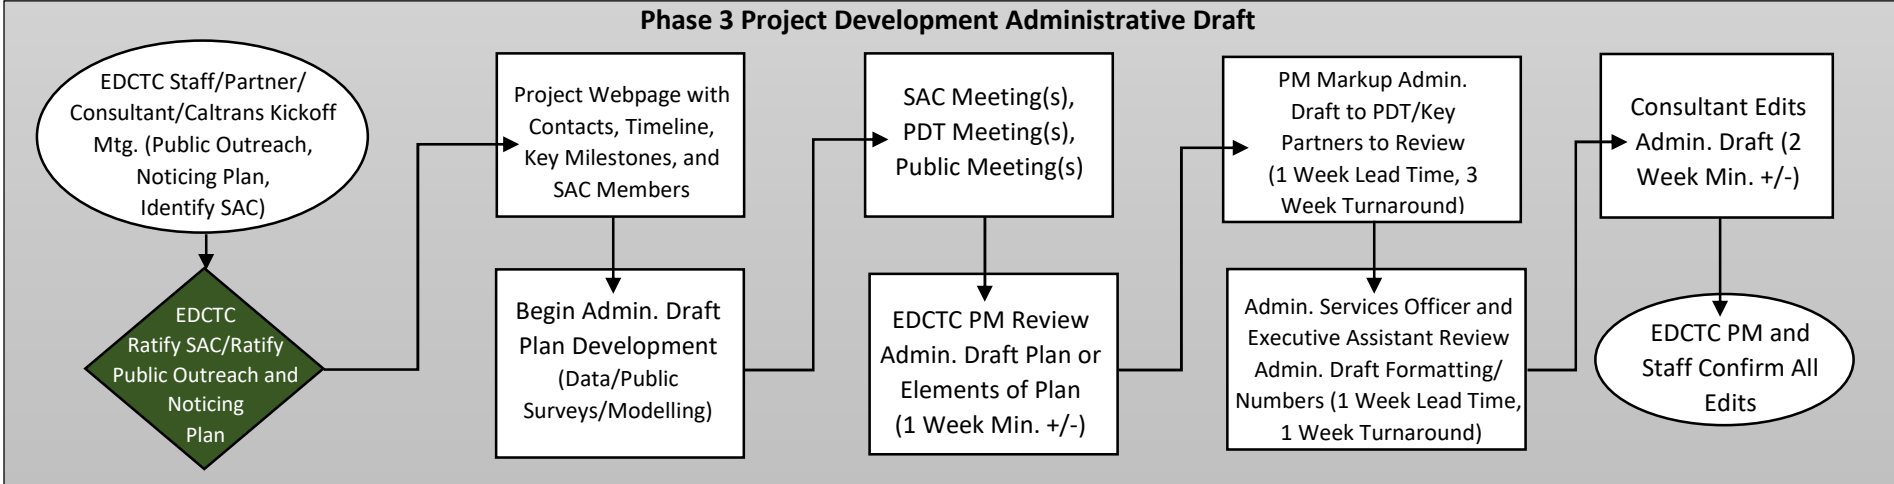 Phase 3 Project Development Administrative Draft
EDCTC Staff/Partner/
Consultant/Caltrans Kickoff
Mtg. (Public Outreach,
Noticing Plan,
Identify SAC)
EDCTC
Ratify SAC/Ratify
Public Outreach and
Noticing
Plan
Project Webpage with
Contacts, Timeline,
Key Milestones, and
SAC Members
Begin Admin. Draft
Plan Development
(Data/Public
Surveys/Modelling)
SAC Meeting(s),
PDT Meeting(s),
Public Meeting(s)
EDCTC PM Review
Admin. Draft Plan or
Elements of Plan
(1 Week Min. +/-)
PM Markup Admin.
Draft to PDT/Key
Partners to Review
(1 Week Lead Time, 3
Week Turnaround)
Admin. Services Officer and
Executive Assistant Review
Admin. Draft Formatting/
Numbers (1 Week Lead Time,
1 Week Turnaround)
Consultant Edits
Admin. Draft (2
Week Min. +/-)
EDCTC PM and
Staff Confirm All
Edits